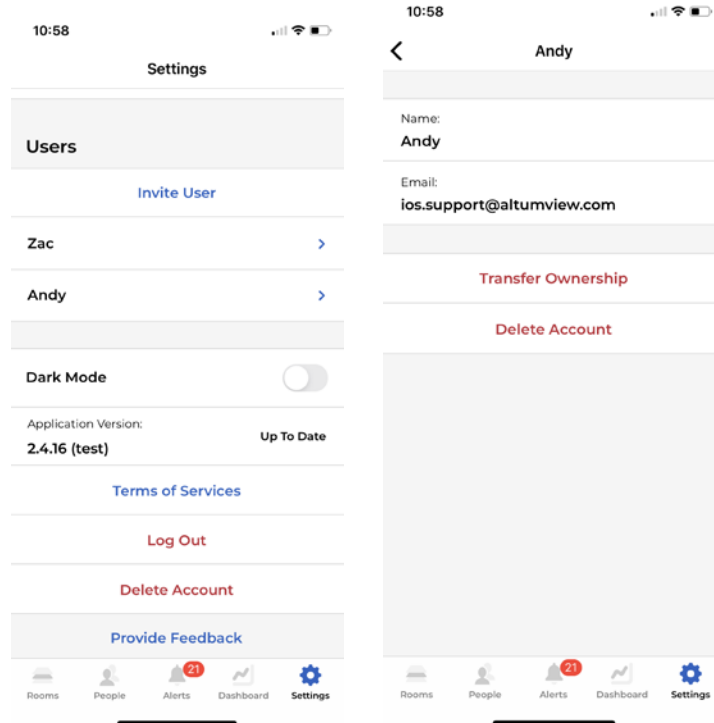 10:58
Settings
Users
Invite User
Zac
Andy
Dark Mode
Application Version:
2.4.16 (test)
Up To Date
Terms of Services
Log Out
Delete Account
Provide Feedback
21
Rooms People Alerts Dashboard Settings
10:58
Andy
Name:
Andy
Email:
ios.support@altumview.com
Transfer Ownership
Delete Account
21
Rooms People Alerts Dashboard Settings